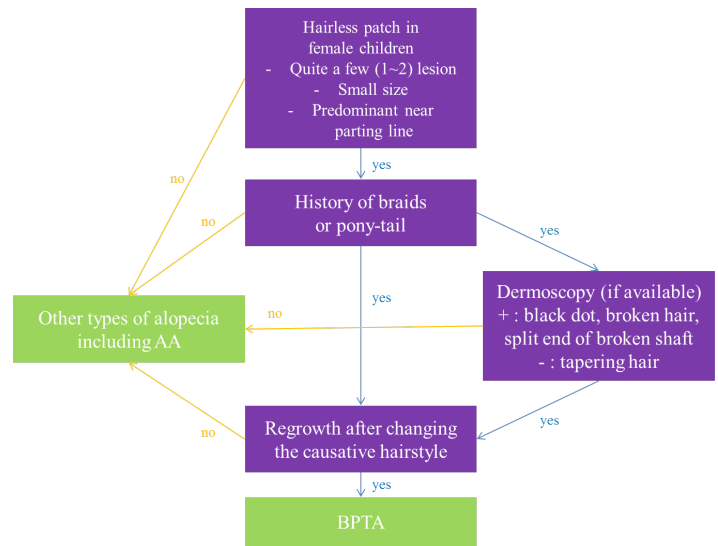 Hairless patch in
female children
- Quite a few (1~2) lesion
- Small size
- Predominant near
parting line
no
yes
History of braids
or pony-tail
no
yes
yes
Dermoscopy (if available)
+ : black dot, broken hair,
split end of broken shaft
- : tapering hair
no
Other types of alopecia
including AA
yes
no
Regrowth after changing
the causative hairstyle
yes
BPTA